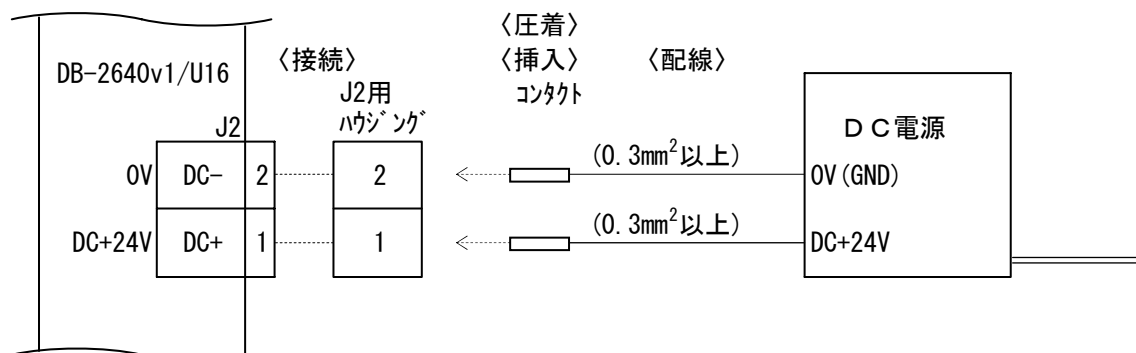 〈圧着〉
〈接続〉 〈挿入〉 〈配線〉
DB-2640v1/U16
J2用 ｺﾝﾀｸﾄ
J2 ﾊｳｼﾞﾝｸﾞ
DC電源
(0.3mm²以上)
0V DC- 2 2 0V(GND)
(0.3mm²以上)
DC+24V DC+ 1 1 DC+24V